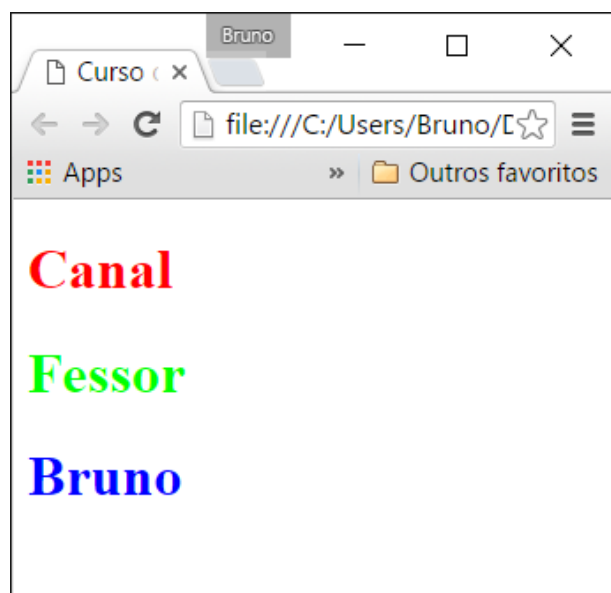 Bruno
Curso
file:///C:/Users/Bruno/D
Apps » Outros favoritos
Canal
Fessor
Bruno